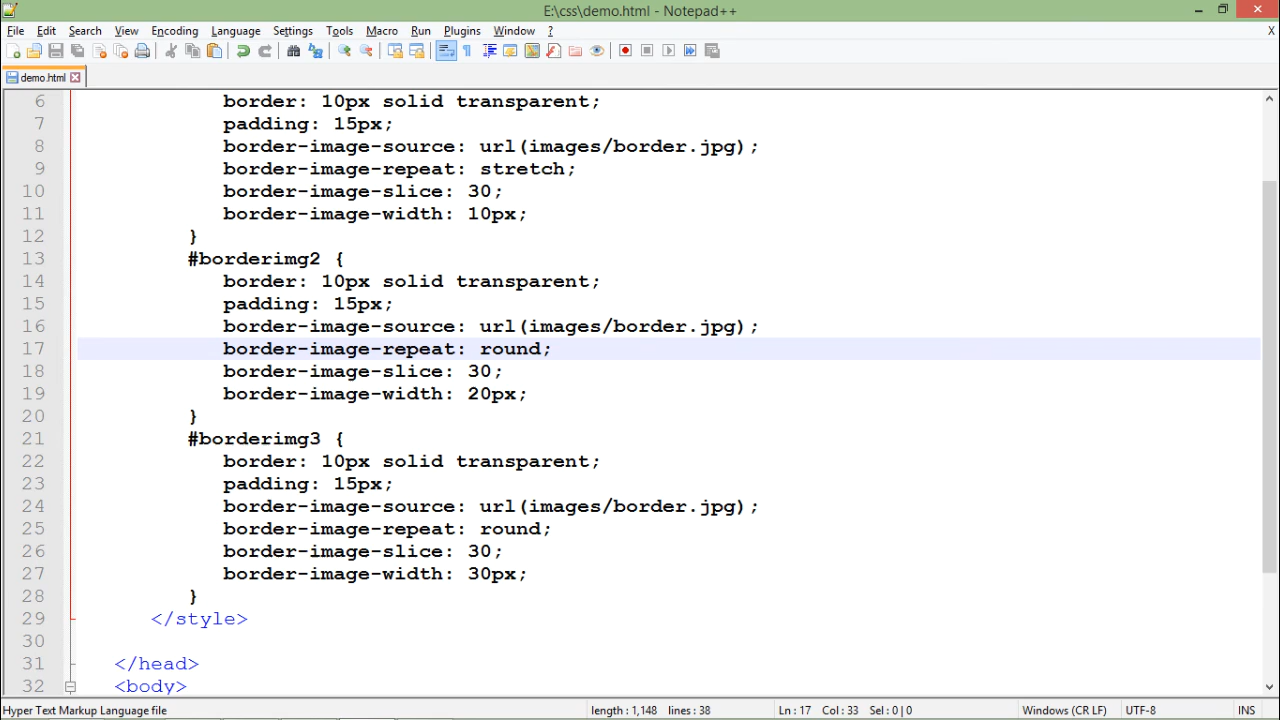 E:\css\demo.html - Notepad++
File Edit Search View Encoding Language Settings Tools Macro Run Plugins Window ? X
demo.html
6 border: 10px solid transparent;
7 padding: 15px;
8 border-image-source: url(images/border.jpg);
9 border-image-repeat: stretch;
10 border-image-slice: 30;
11 border-image-width: 10px;
12 }
13 #borderimg2 {
14 border: 10px solid transparent;
15 padding: 15px;
16 border-image-source: url(images/border.jpg);
17 border-image-repeat: round;
18 border-image-slice: 30;
19 border-image-width: 20px;
20 }
21 #borderimg3 {
22 border: 10px solid transparent;
23 padding: 15px;
24 border-image-source: url(images/border.jpg);
25 border-image-repeat: round;
26 border-image-slice: 30;
27 border-image-width: 30px;
28 }
29 </style>
30
31 </head>
32 <body>
Hyper Text Markup Language file length : 1,148 lines : 38 Ln : 17 Col : 33 Sel : 0 | 0 Windows (CR LF) UTF-8 INS